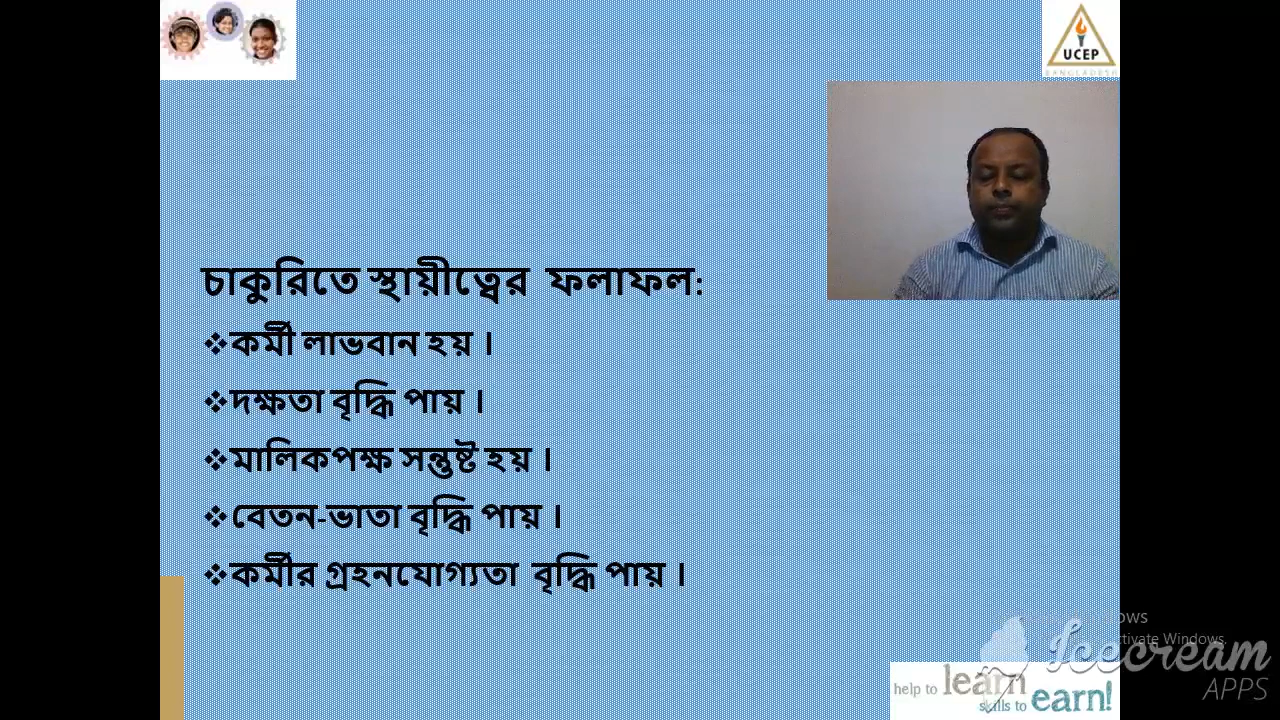 UCEP
BANGLADESH
চাকুরিতে স্থায়ীত্বের ফলাফল:
❖কর্মী লাভবান হয় ।
❖দক্ষতা বৃদ্ধি পায় ।
❖মালিকপক্ষ সন্তুষ্ট হয় ।
❖বেতন-ভাতা বৃদ্ধি পায় ।
❖কর্মীর গ্রহনযোগ্যতা বৃদ্ধি পায় ।
Activate Windows.
Icecream
APPS
help to learn
skills to earn!